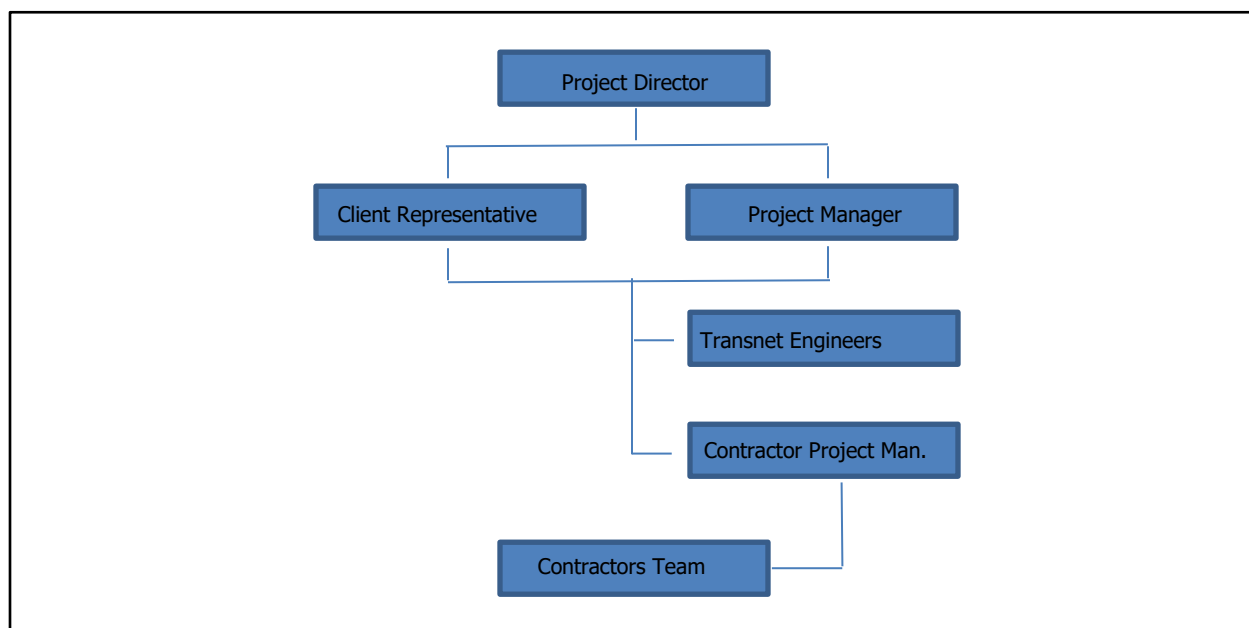 Project Director
Client Representative
Project Manager
Transnet Engineers
Contractor Project Man.
Contractors Team